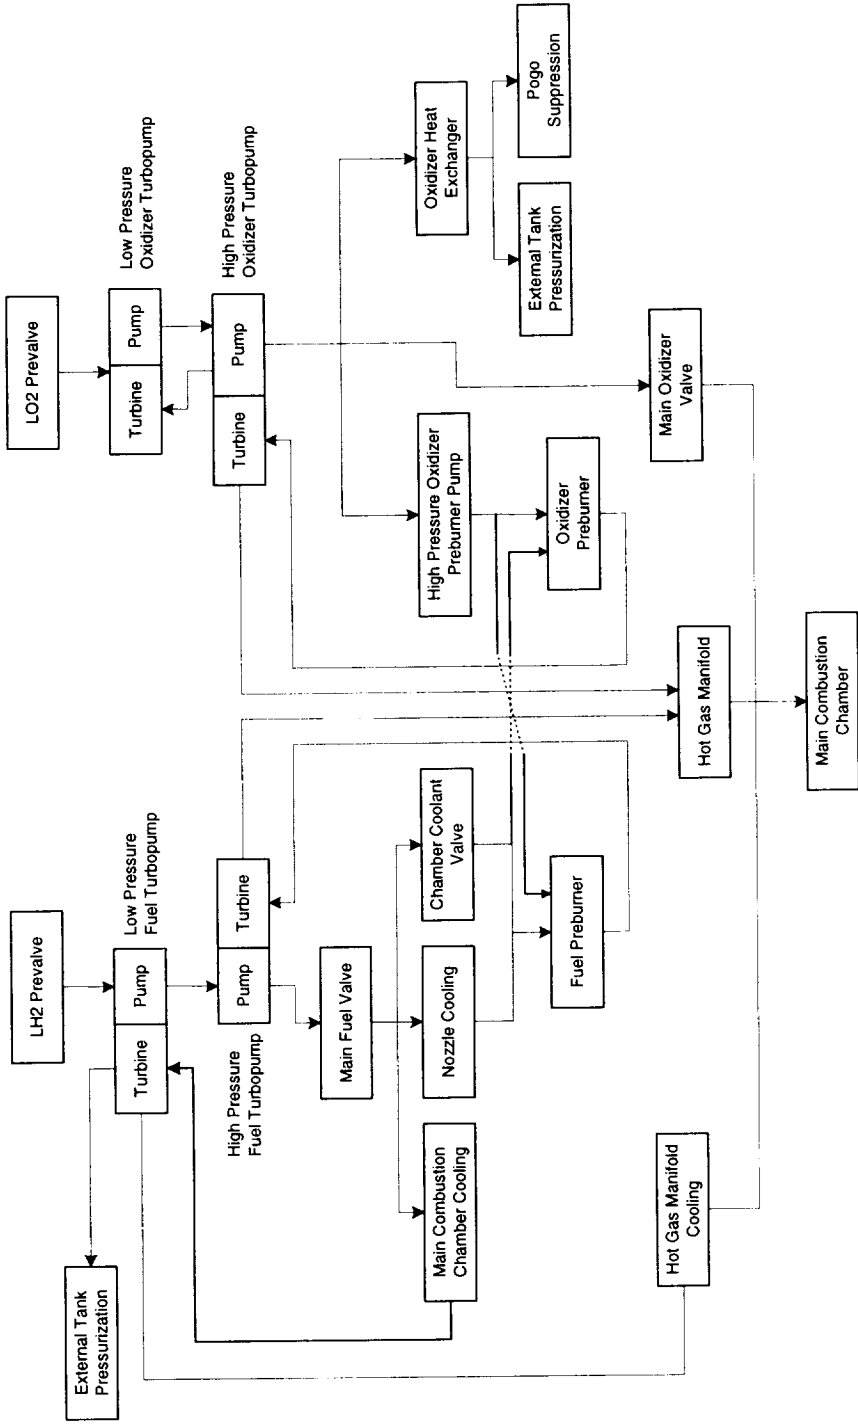 LH2 Prevalve
LO2 Prevalve
External Tank
Pressurization
Turbine
Pump
Low Pressure
Fuel Turbopump
Turbine
Pump
Low Pressure
Oxidizer Turbopump
High Pressure
Fuel Turbopump
Pump
Turbine
Turbine
Pump
High Pressure
Oxidizer Turbopump
Main Fuel Valve
Main Combustion
Chamber Cooling
Nozzle Cooling
Chamber Coolant
Valve
High Pressure Oxidizer
Preburner Pump
Oxidizer Heat
Exchanger
External Tank
Pressurization
Pogo
Suppression
Fuel Preburner
Oxidizer
Preburner
Hot Gas Manifold
Cooling
Hot Gas Manifold
Main Oxidizer
Valve
Main Combustion
Chamber